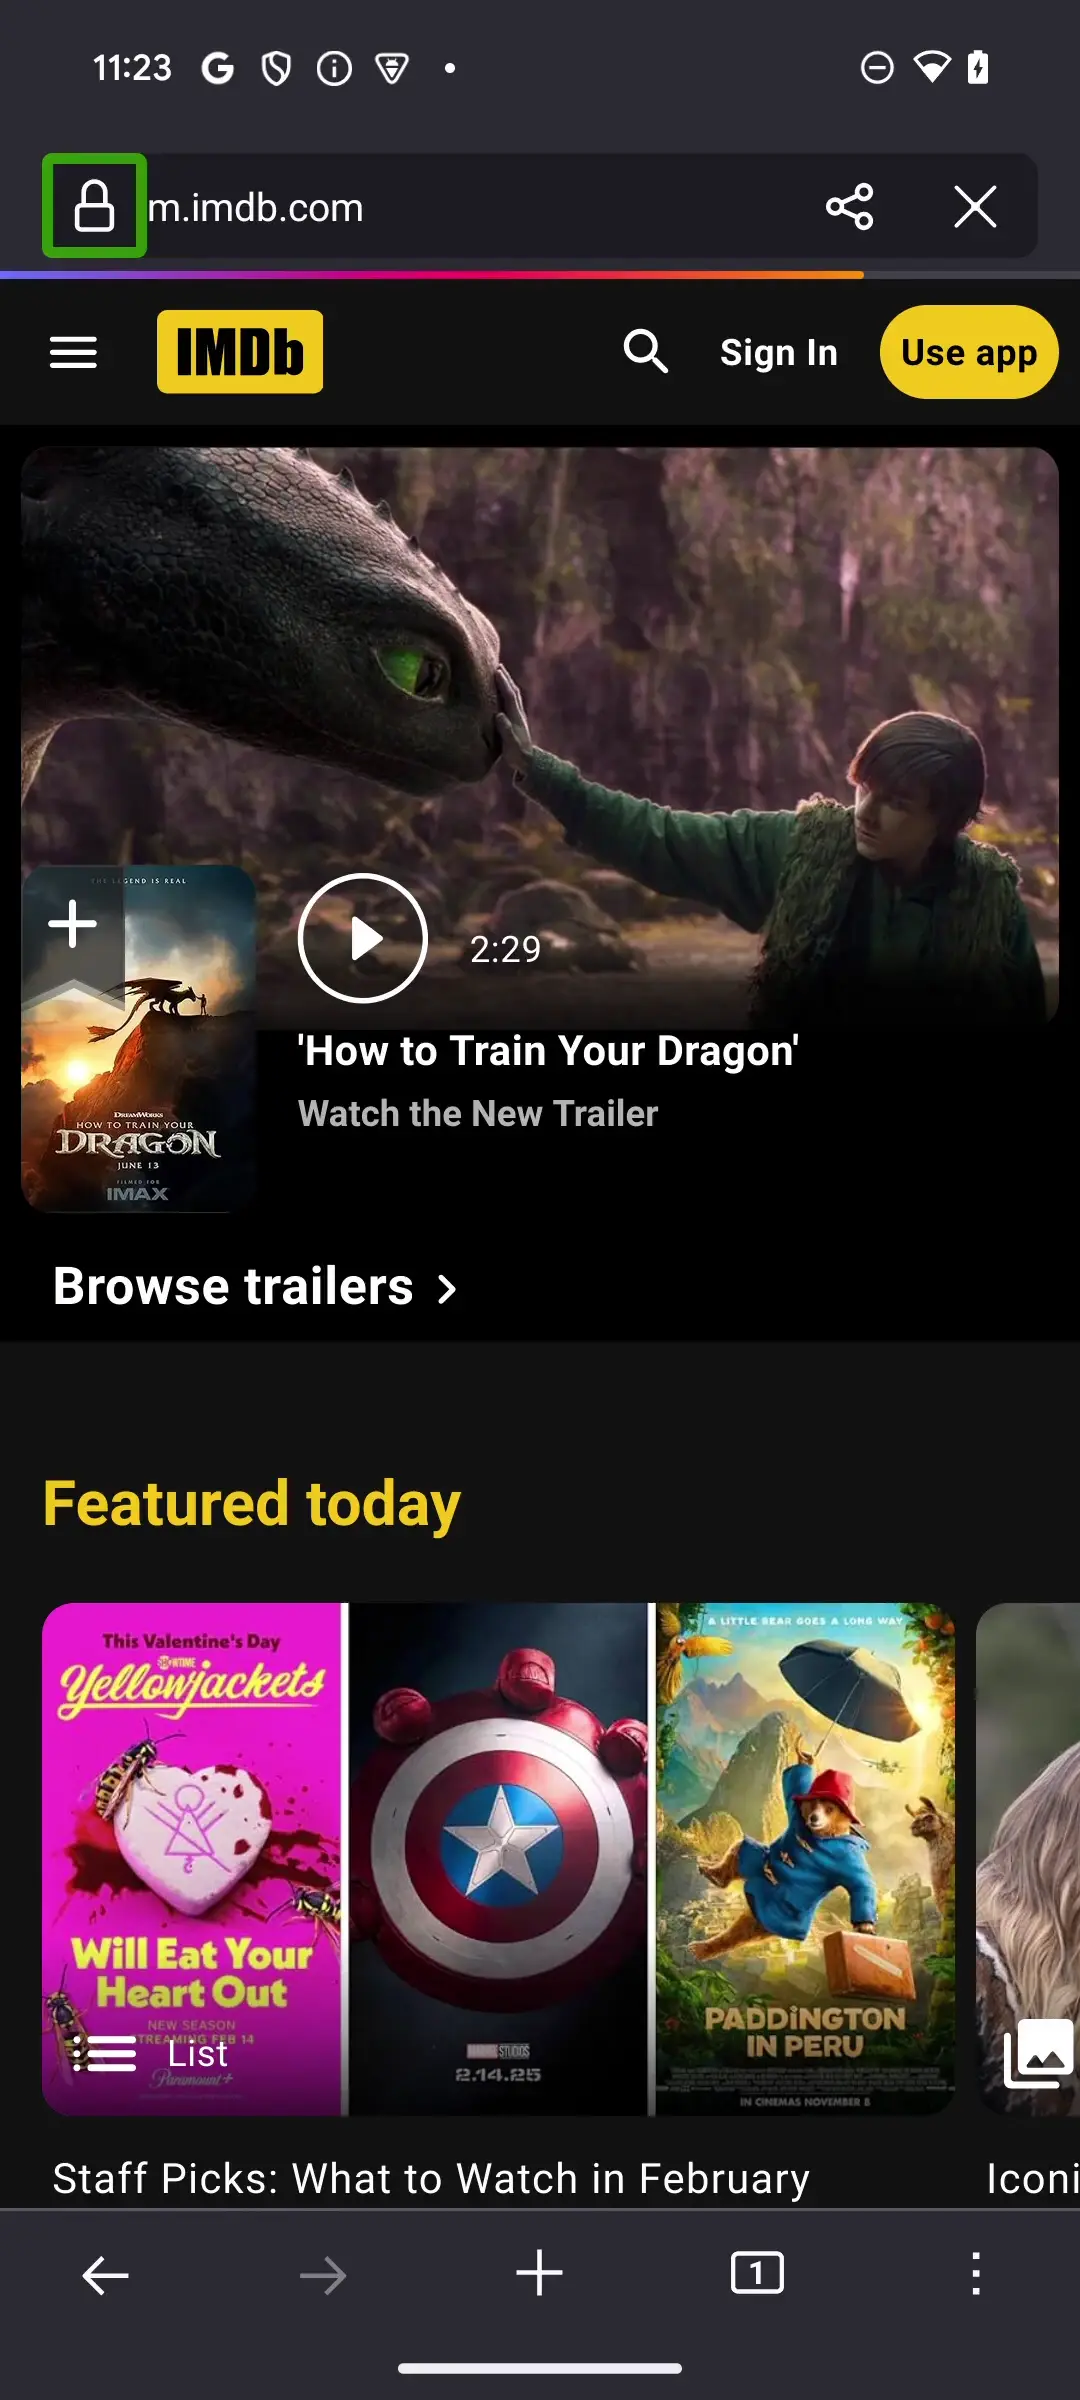 11:23
m.imdb.com
IMDb
Sign In
Use app
THE LEGEND IS REAL
2:29
'How to Train Your Dragon'
Watch the New Trailer
DREAMWORKS
HOW TO TRAIN YOUR
DRAGON
JUNE 13
FILMED FOR
IMAX
Browse trailers
Featured today
This Valentine's Day
SHOWTIME
Yellowjackets
Will Eat Your
Heart Out
NEW SEASON
STREAMING FEB 14
List
Paramount+
MARVEL STUDIOS
2.14.25
A LITTLE BEAR GOES A LONG WAY
PADDINGTON
IN PERU
IN CINEMAS NOVEMBER 8
Staff Picks: What to Watch in February
Iconi
1